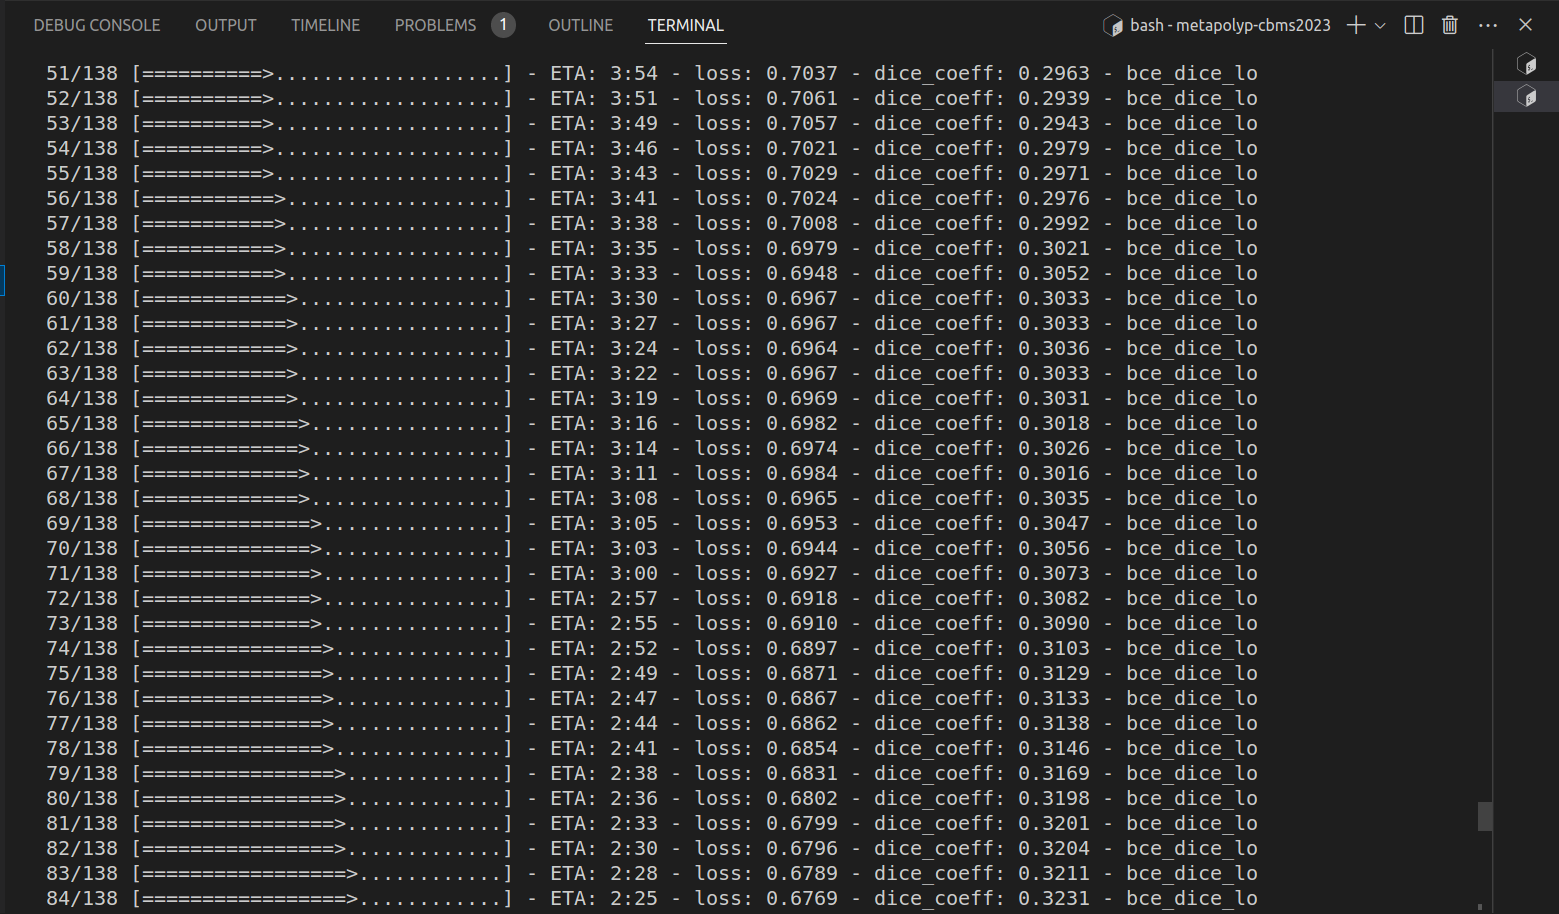 DEBUG CONSOLE OUTPUT TIMELINE PROBLEMS 1 OUTLINE TERMINAL bash - metapolyp-cbms2023
51/138 [==========>...................] - ETA: 3:54 - loss: 0.7037 - dice_coeff: 0.2963 - bce_dice_lo
52/138 [==========>...................] - ETA: 3:51 - loss: 0.7061 - dice_coeff: 0.2939 - bce_dice_lo
53/138 [==========>...................] - ETA: 3:49 - loss: 0.7057 - dice_coeff: 0.2943 - bce_dice_lo
54/138 [==========>...................] - ETA: 3:46 - loss: 0.7021 - dice_coeff: 0.2979 - bce_dice_lo
55/138 [==========>...................] - ETA: 3:43 - loss: 0.7029 - dice_coeff: 0.2971 - bce_dice_lo
56/138 [===========>..................] - ETA: 3:41 - loss: 0.7024 - dice_coeff: 0.2976 - bce_dice_lo
57/138 [===========>..................] - ETA: 3:38 - loss: 0.7008 - dice_coeff: 0.2992 - bce_dice_lo
58/138 [===========>..................] - ETA: 3:35 - loss: 0.6979 - dice_coeff: 0.3021 - bce_dice_lo
59/138 [===========>..................] - ETA: 3:33 - loss: 0.6948 - dice_coeff: 0.3052 - bce_dice_lo
60/138 [============>.................] - ETA: 3:30 - loss: 0.6967 - dice_coeff: 0.3033 - bce_dice_lo
61/138 [============>.................] - ETA: 3:27 - loss: 0.6967 - dice_coeff: 0.3033 - bce_dice_lo
62/138 [============>.................] - ETA: 3:24 - loss: 0.6964 - dice_coeff: 0.3036 - bce_dice_lo
63/138 [============>.................] - ETA: 3:22 - loss: 0.6967 - dice_coeff: 0.3033 - bce_dice_lo
64/138 [============>.................] - ETA: 3:19 - loss: 0.6969 - dice_coeff: 0.3031 - bce_dice_lo
65/138 [=============>................] - ETA: 3:16 - loss: 0.6982 - dice_coeff: 0.3018 - bce_dice_lo
66/138 [=============>................] - ETA: 3:14 - loss: 0.6974 - dice_coeff: 0.3026 - bce_dice_lo
67/138 [=============>................] - ETA: 3:11 - loss: 0.6984 - dice_coeff: 0.3016 - bce_dice_lo
68/138 [=============>................] - ETA: 3:08 - loss: 0.6965 - dice_coeff: 0.3035 - bce_dice_lo
69/138 [==============>...............] - ETA: 3:05 - loss: 0.6953 - dice_coeff: 0.3047 - bce_dice_lo
70/138 [==============>...............] - ETA: 3:03 - loss: 0.6944 - dice_coeff: 0.3056 - bce_dice_lo
71/138 [==============>...............] - ETA: 3:00 - loss: 0.6927 - dice_coeff: 0.3073 - bce_dice_lo
72/138 [==============>...............] - ETA: 2:57 - loss: 0.6918 - dice_coeff: 0.3082 - bce_dice_lo
73/138 [==============>...............] - ETA: 2:55 - loss: 0.6910 - dice_coeff: 0.3090 - bce_dice_lo
74/138 [===============>..............] - ETA: 2:52 - loss: 0.6897 - dice_coeff: 0.3103 - bce_dice_lo
75/138 [===============>..............] - ETA: 2:49 - loss: 0.6871 - dice_coeff: 0.3129 - bce_dice_lo
76/138 [===============>..............] - ETA: 2:47 - loss: 0.6867 - dice_coeff: 0.3133 - bce_dice_lo
77/138 [===============>..............] - ETA: 2:44 - loss: 0.6862 - dice_coeff: 0.3138 - bce_dice_lo
78/138 [===============>..............] - ETA: 2:41 - loss: 0.6854 - dice_coeff: 0.3146 - bce_dice_lo
79/138 [================>.............] - ETA: 2:38 - loss: 0.6831 - dice_coeff: 0.3169 - bce_dice_lo
80/138 [================>.............] - ETA: 2:36 - loss: 0.6802 - dice_coeff: 0.3198 - bce_dice_lo
81/138 [================>.............] - ETA: 2:33 - loss: 0.6799 - dice_coeff: 0.3201 - bce_dice_lo
82/138 [================>.............] - ETA: 2:30 - loss: 0.6796 - dice_coeff: 0.3204 - bce_dice_lo
83/138 [=================>............] - ETA: 2:28 - loss: 0.6789 - dice_coeff: 0.3211 - bce_dice_lo
84/138 [=================>............] - ETA: 2:25 - loss: 0.6769 - dice_coeff: 0.3231 - bce_dice_lo